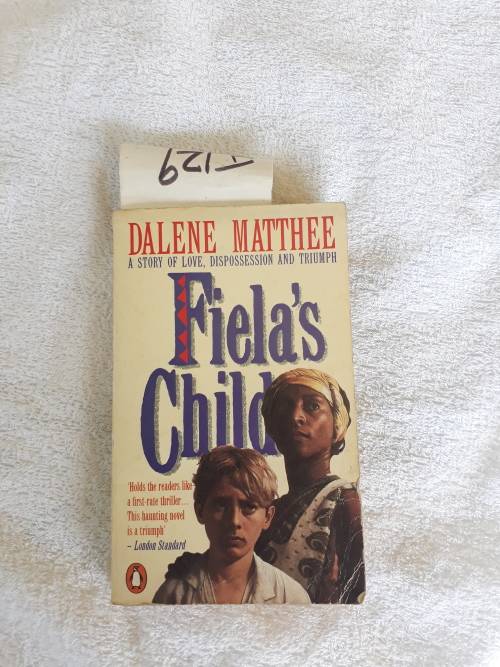 T129
DALENE MATTHEE
A STORY OF LOVE, DISPOSSESSION AND TRIUMPH
Fiela's
Child
'Holds the readers like
a first-rate thriller...
This haunting novel
is a triumph'
– London Standard